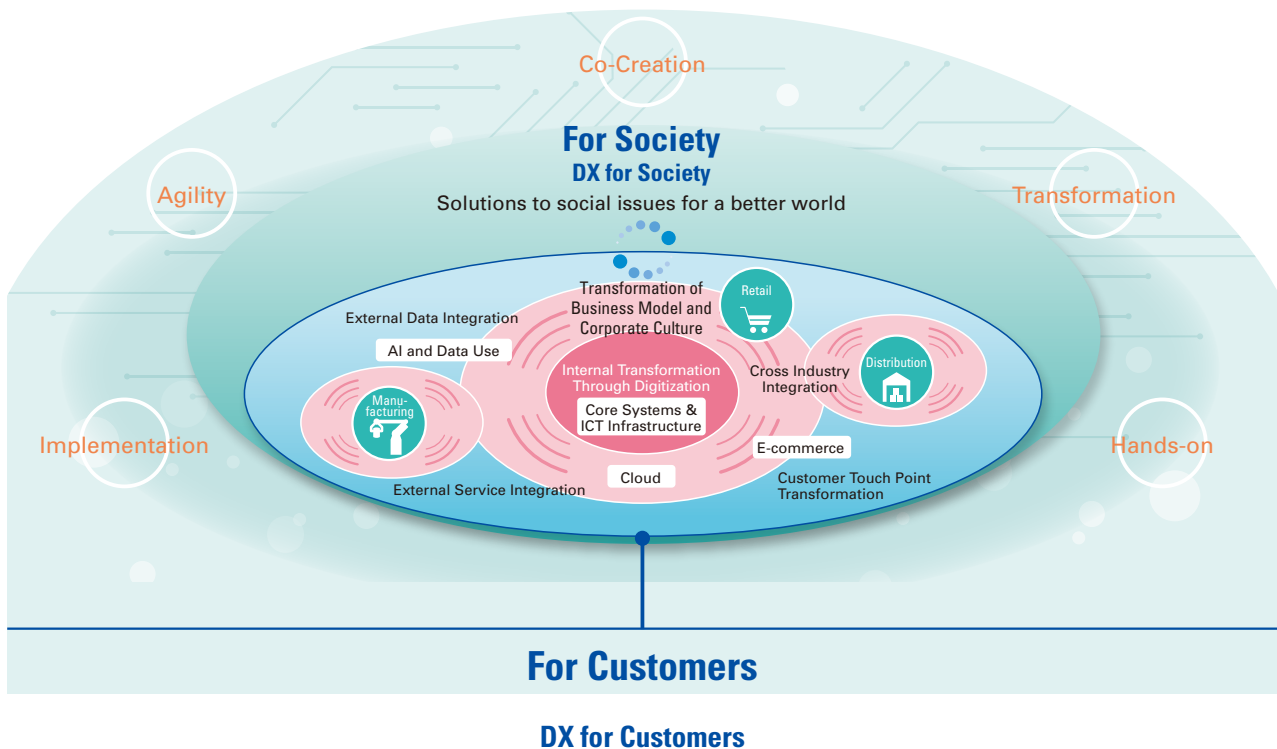 Co-Creation
For Society
DX for Society
Agility
Transformation
Solutions to social issues for a better world
Transformation of
Business Model and
Corporate Culture
Retail
External Data Integration
AI and Data Use
Internal Transformation
Through Digitization
Core Systems &
ICT Infrastructure
Cross Industry
Integration
Distribution
Manu-
facturing
Implementation
Hands-on
E-commerce
Cloud
External Service Integration
Customer Touch Point
Transformation
For Customers
DX for Customers